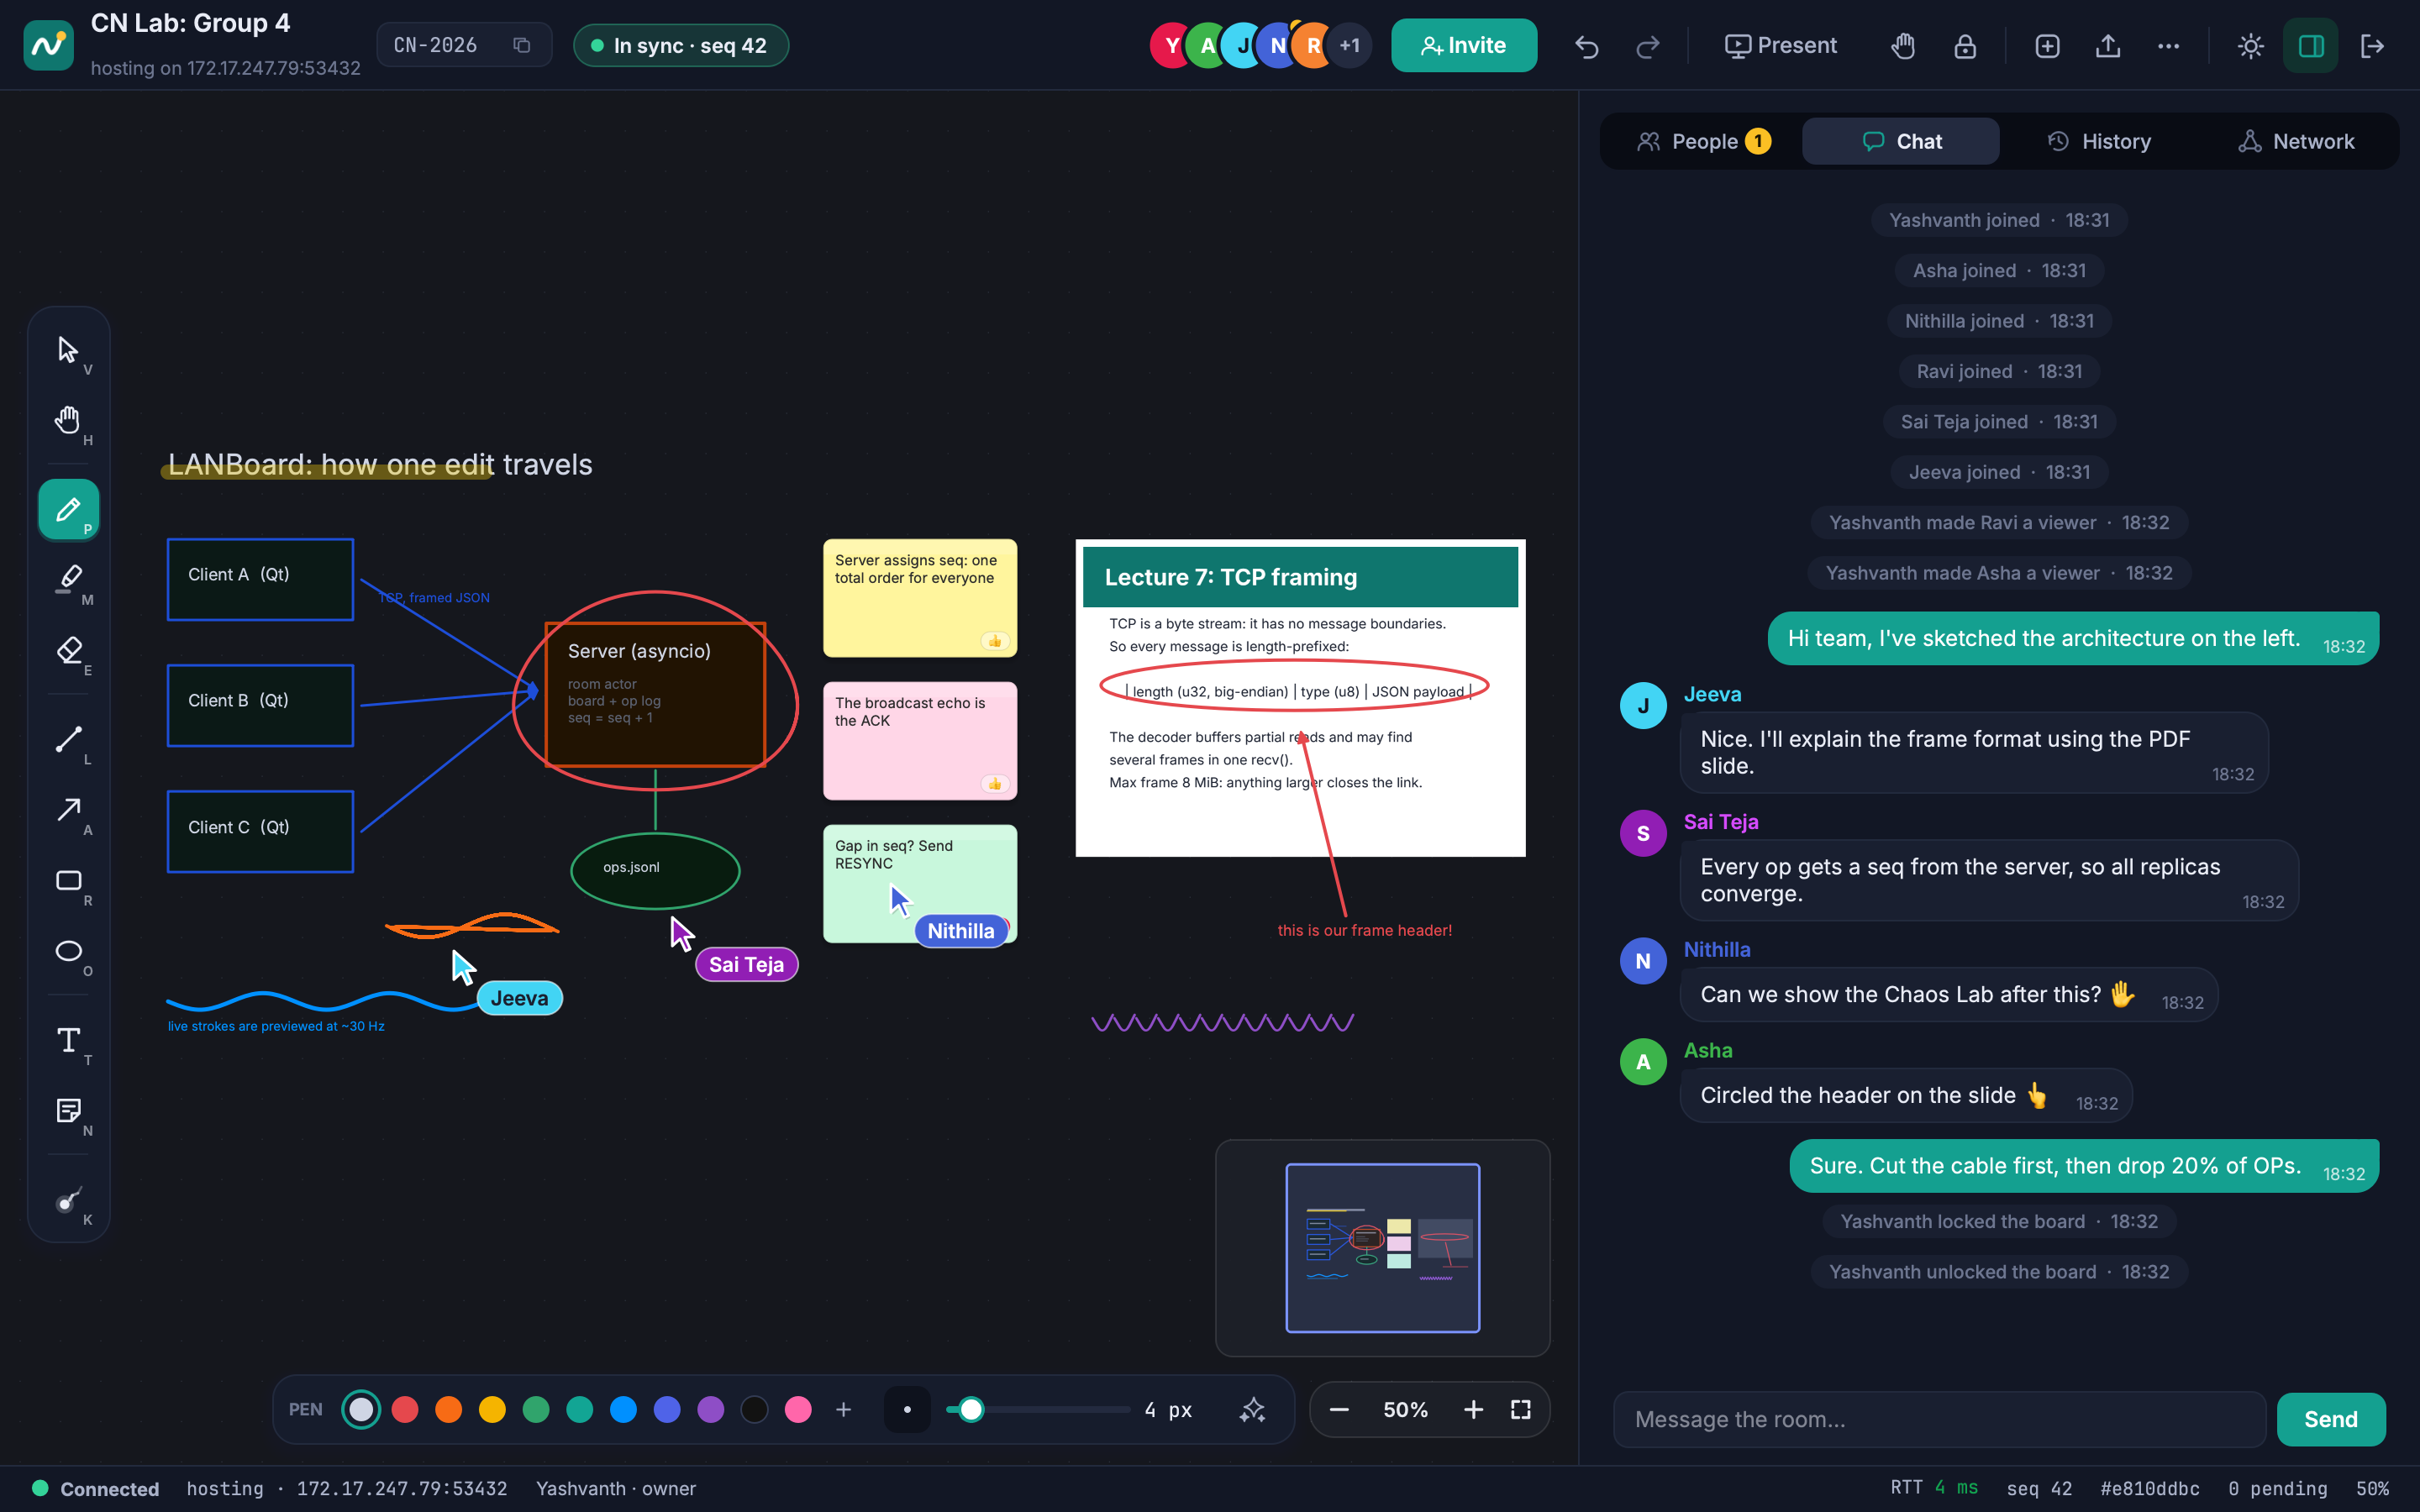 CN Lab: Group 4
hosting on 172.17.247.79:53432
CN-2026
In sync · seq 42
Y A J N R +1
Invite
Present
People 1
Chat
History
Network
V
H
P
M
E
L
A
R
O
T
N
K
LANBoard: how one edit travels
Client A (Qt)
TCP, framed JSON
Client B (Qt)
Client C (Qt)
Server (asyncio)
room actor
board + op log
seq = seq + 1
ops.jsonl
Server assigns seq: one
total order for everyone
The broadcast echo is
the ACK
Gap in seq? Send
RESYNC
Nithilla
Sai Teja
Jeeva
live strokes are previewed at ~30 Hz
Lecture 7: TCP framing
TCP is a byte stream: it has no message boundaries.
So every message is length-prefixed:
| length (u32, big-endian) | type (u8) | JSON payload |
The decoder buffers partial reads and may find
several frames in one recv().
Max frame 8 MiB: anything larger closes the link.
this is our frame header!
Yashvanth joined · 18:31
Asha joined · 18:31
Nithilla joined · 18:31
Ravi joined · 18:31
Sai Teja joined · 18:31
Jeeva joined · 18:31
Yashvanth made Ravi a viewer · 18:32
Yashvanth made Asha a viewer · 18:32
Hi team, I've sketched the architecture on the left. 18:32
J
Jeeva
Nice. I'll explain the frame format using the PDF
slide. 18:32
S
Sai Teja
Every op gets a seq from the server, so all replicas
converge. 18:32
N
Nithilla
Can we show the Chaos Lab after this? 🖐 18:32
A
Asha
Circled the header on the slide 👆 18:32
Sure. Cut the cable first, then drop 20% of OPs. 18:32
Yashvanth locked the board · 18:32
Yashvanth unlocked the board · 18:32
Message the room...
Send
PEN
4 px
50%
Connected
hosting · 172.17.247.79:53432
Yashvanth · owner
RTT 4 ms
seq 42
#e810ddbc
0 pending
50%